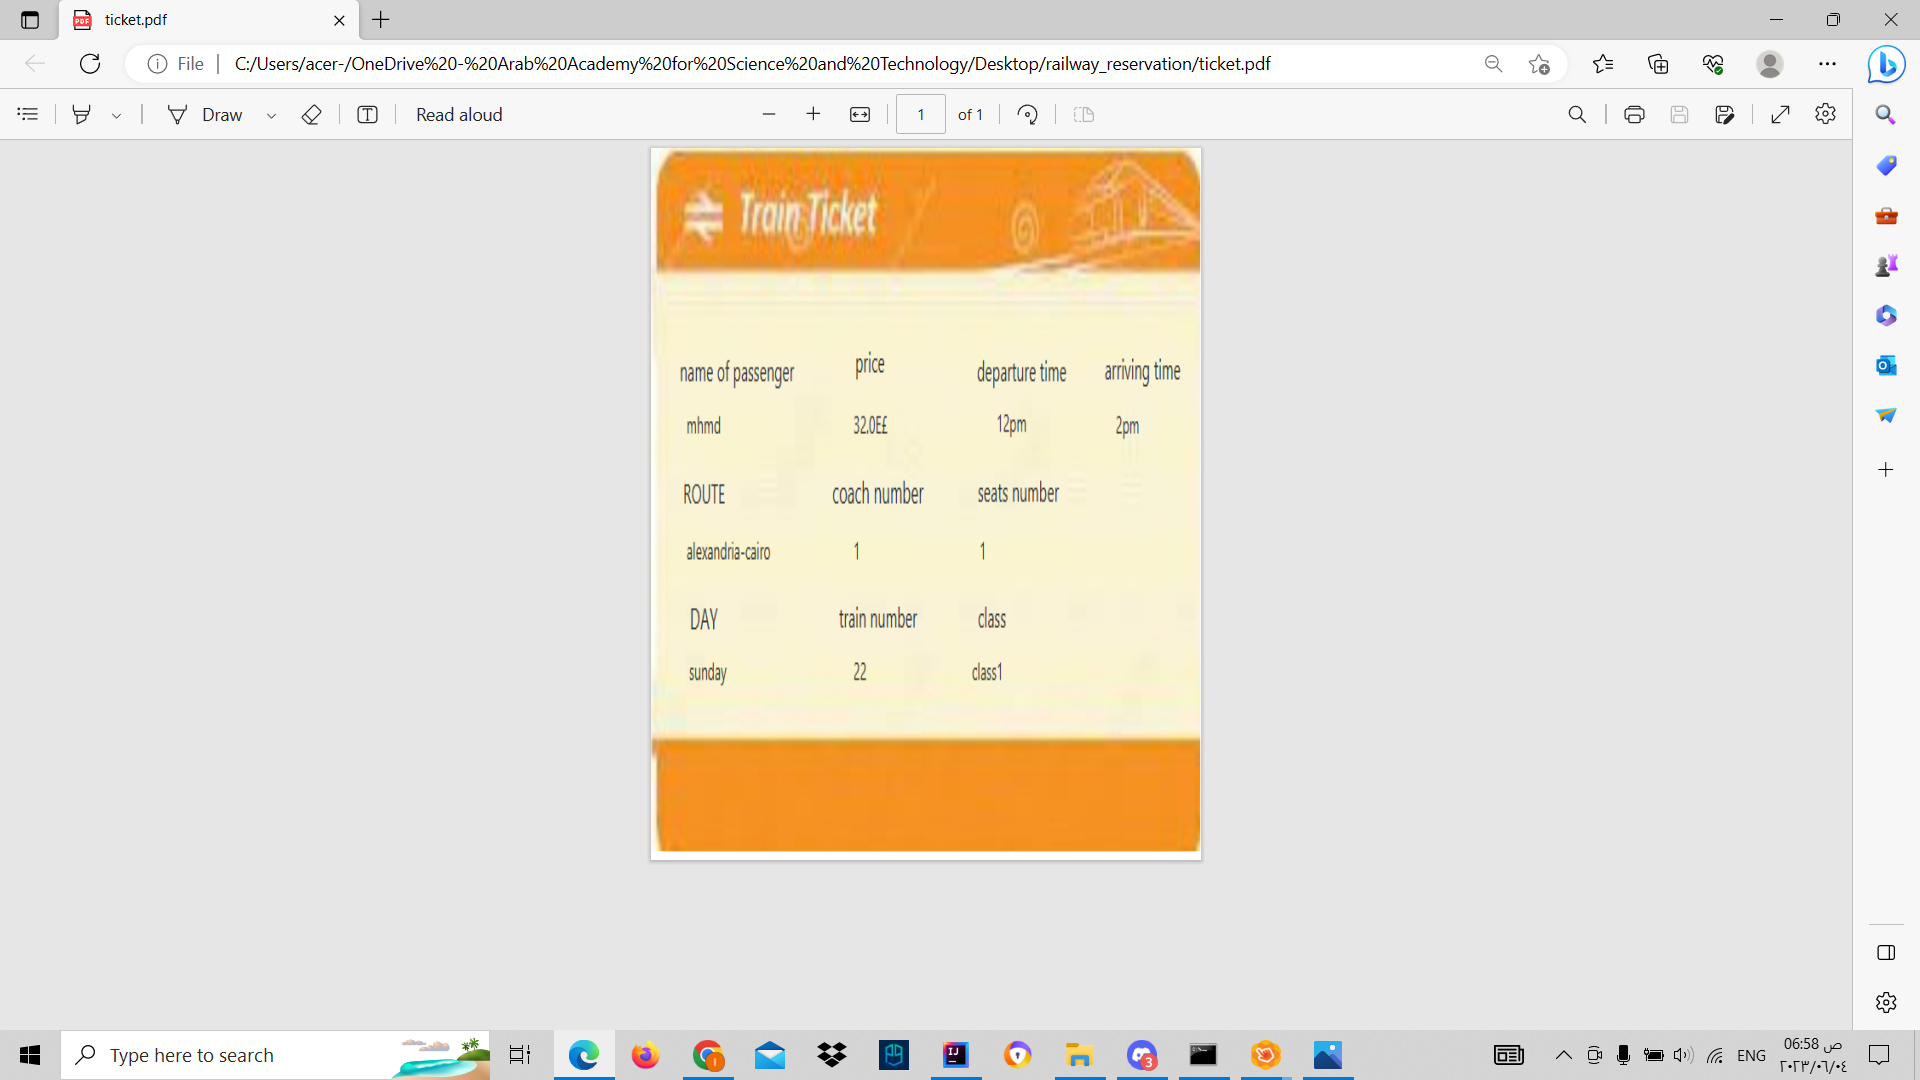 ticket.pdf
File
C:/Users/acer-/OneDrive%20-%20Arab%20Academy%20for%20Science%20and%20Technology/Desktop/railway_reservation/ticket.pdf
Draw
Read aloud
1 of 1
Train Ticket
name of passenger price departure time arriving time
mhmd 32.0E£ 12pm 2pm
ROUTE coach number seats number
alexandria-cairo 1 1
DAY train number class
sunday 22 class1
Type here to search
3
ENG
06:58 ص
٢٠٢٣/٠٦/٠٤